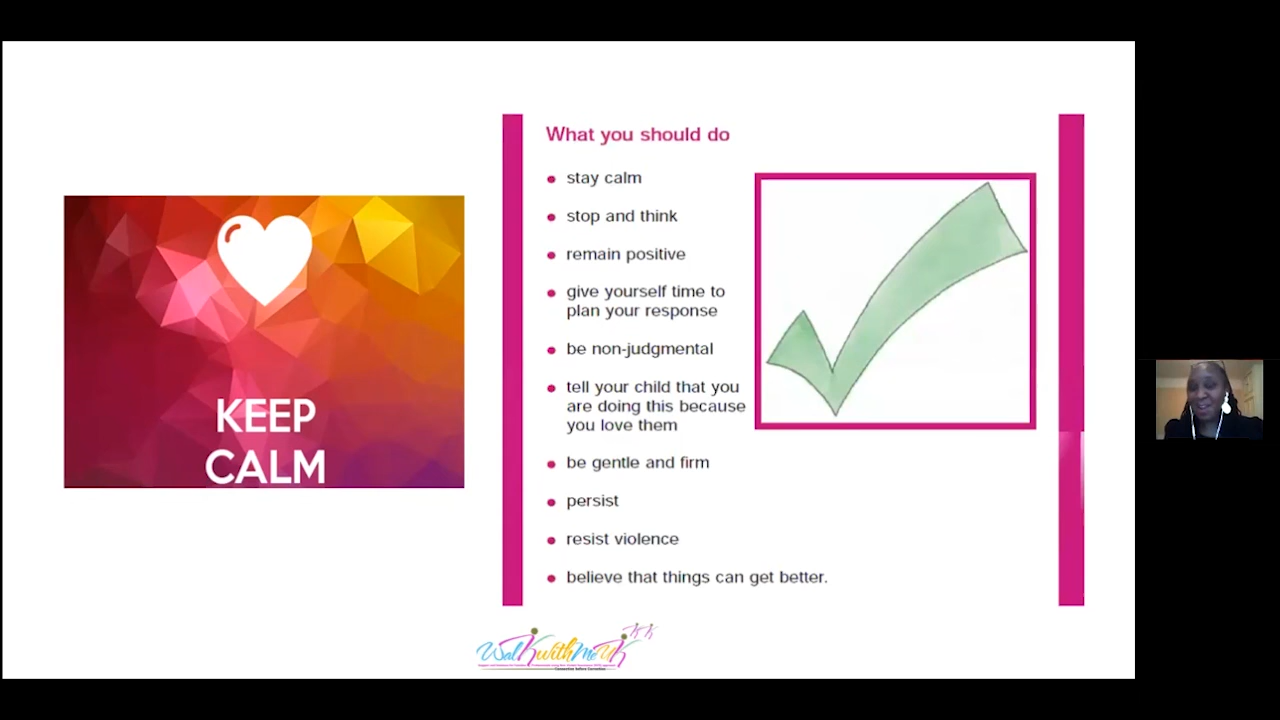 What you should do
stay calm
stop and think
remain positive
give yourself time to
plan your response
be non-judgmental
tell your child that you
are doing this because
you love them
be gentle and firm
persist
resist violence
believe that things can get better.
KEEP
CALM
WalkwithMeUK